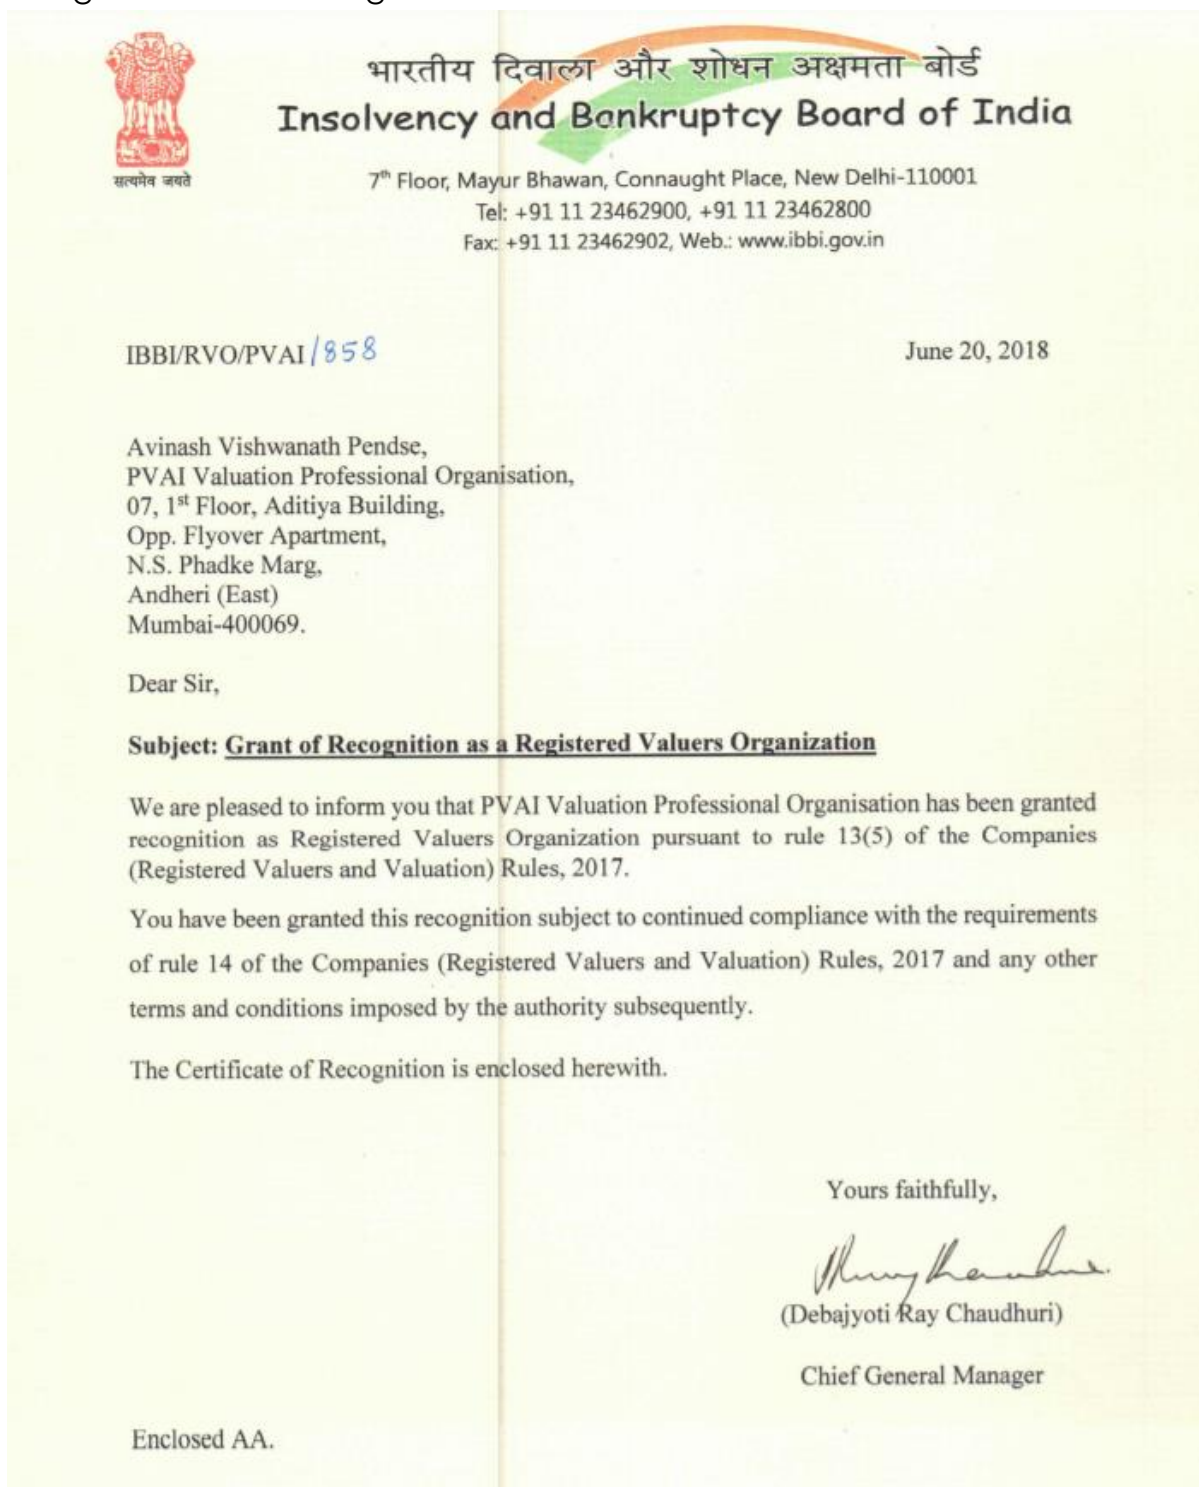 भारतीय दिवाला और शोधन अक्षमता बोर्ड
Insolvency and Bankruptcy Board of India
सत्यमेव जयते
7th Floor, Mayur Bhawan, Connaught Place, New Delhi-110001
Tel: +91 11 23462900, +91 11 23462800
Fax: +91 11 23462902, Web.: www.ibbi.gov.in
IBBI/RVO/PVAI/858
June 20, 2018
Avinash Vishwanath Pendse,
PVAI Valuation Professional Organisation,
07, 1st Floor, Aditiya Building,
Opp. Flyover Apartment,
N.S. Phadke Marg,
Andheri (East)
Mumbai-400069.
Dear Sir,
Subject: Grant of Recognition as a Registered Valuers Organization
We are pleased to inform you that PVAI Valuation Professional Organisation has been granted
recognition as Registered Valuers Organization pursuant to rule 13(5) of the Companies
(Registered Valuers and Valuation) Rules, 2017.
You have been granted this recognition subject to continued compliance with the requirements
of rule 14 of the Companies (Registered Valuers and Valuation) Rules, 2017 and any other
terms and conditions imposed by the authority subsequently.
The Certificate of Recognition is enclosed herewith.
Yours faithfully,
(Debajyoti Ray Chaudhuri)
Chief General Manager
Enclosed AA.